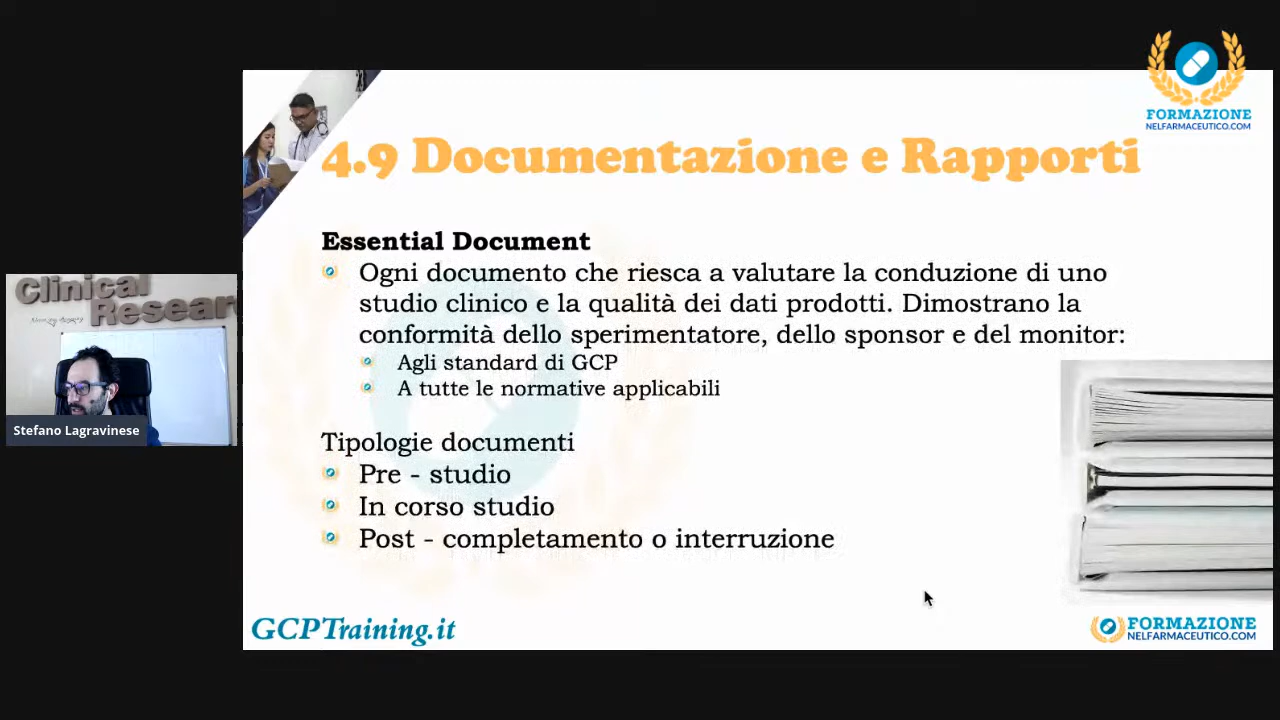 FORMAZIONE
NELFARMACEUTICO.COM
4.9 Documentazione e Rapporti
Essential Document
Ogni documento che riesca a valutare la conduzione di uno
studio clinico e la qualità dei dati prodotti. Dimostrano la
conformità dello sperimentatore, dello sponsor e del monitor:
Agli standard di GCP
A tutte le normative applicabili
Clinical
Resear
Stefano Lagravinese
Tipologie documenti
Pre - studio
In corso studio
Post - completamento o interruzione
GCPTraining.it
FORMAZIONE
NELFARMACEUTICO.COM